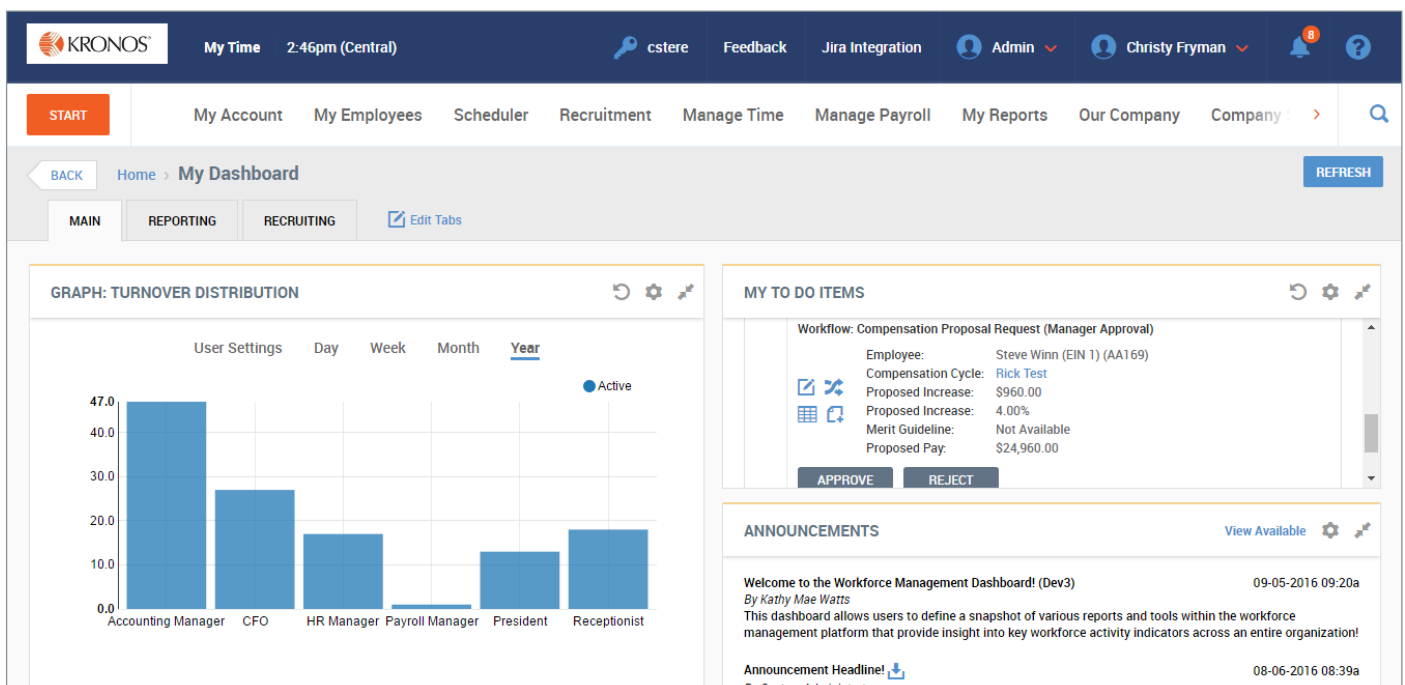 KRONOS
My Time 2:46pm (Central) cstere Feedback Jira Integration Admin Christy Fryman 8
START My Account My Employees Scheduler Recruitment Manage Time Manage Payroll My Reports Our Company Company
BACK Home › My Dashboard REFRESH
MAIN REPORTING RECRUITING Edit Tabs
GRAPH: TURNOVER DISTRIBUTION
User Settings Day Week Month Year
Active
47.0
40.0
30.0
20.0
10.0
0.0
Accounting Manager CFO HR Manager Payroll Manager President Receptionist
MY TO DO ITEMS
Workflow: Compensation Proposal Request (Manager Approval)
Employee: Steve Winn (EIN 1) (AA169)
Compensation Cycle: Rick Test
Proposed Increase: $960.00
Proposed Increase: 4.00%
Merit Guideline: Not Available
Proposed Pay: $24,960.00
APPROVE REJECT
ANNOUNCEMENTS View Available
Welcome to the Workforce Management Dashboard! (Dev3) 09-05-2016 09:20a
By Kathy Mae Watts
This dashboard allows users to define a snapshot of various reports and tools within the workforce
management platform that provide insight into key workforce activity indicators across an entire organization!
Announcement Headline! 08-06-2016 08:39a